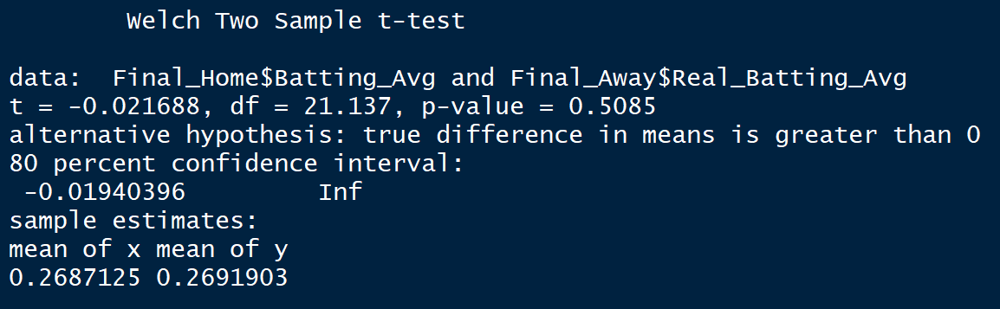 Welch Two Sample t-test
data:  Final_Home$Batting_Avg and Final_Away$Real_Batting_Avg
t = -0.021688, df = 21.137, p-value = 0.5085
alternative hypothesis: true difference in means is greater than 0
80 percent confidence interval:
 -0.01940396         Inf
sample estimates:
mean of x mean of y
0.2687125 0.2691903